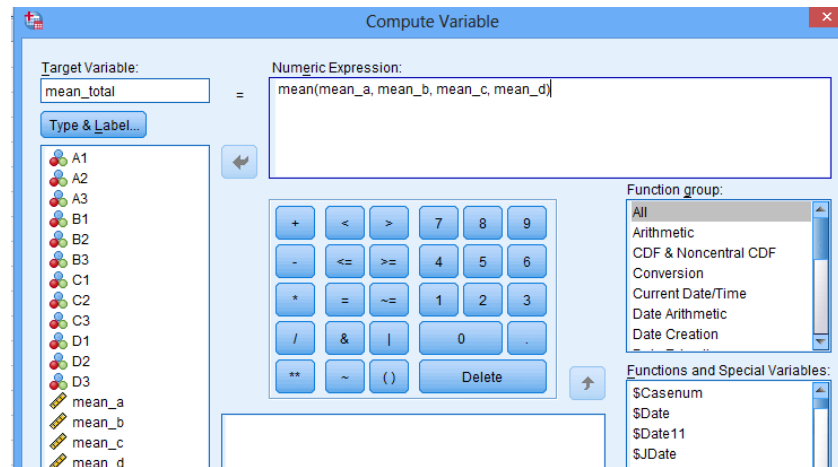 Compute Variable
Target Variable:
mean_total
=
Numeric Expression:
mean(mean_a, mean_b, mean_c, mean_d)
Type & Label...
A1
A2
A3
B1
B2
B3
C1
C2
C3
D1
D2
D3
mean_a
mean_b
mean_c
mean_d
+ < > 7 8 9
- <= >= 4 5 6
* = ~= 1 2 3
/ & | 0 .
** ~ ( ) Delete
Function group:
All
Arithmetic
CDF & Noncentral CDF
Conversion
Current Date/Time
Date Arithmetic
Date Creation
Functions and Special Variables:
$Casenum
$Date
$Date11
$JDate